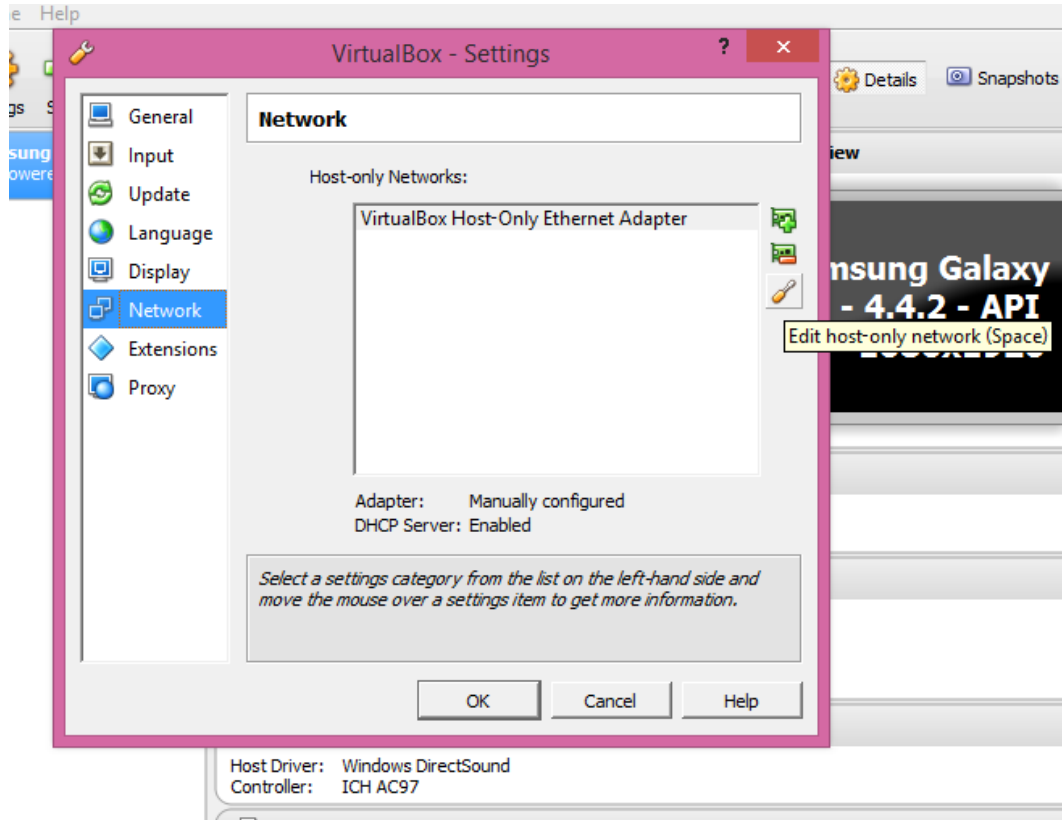 Help
VirtualBox - Settings
?
Details
Snapshots
General
Input
Update
Language
Display
Network
Extensions
Proxy
Network
Host-only Networks:
VirtualBox Host-Only Ethernet Adapter
Edit host-only network (Space)
Adapter: Manually configured
DHCP Server: Enabled
Select a settings category from the list on the left-hand side and
move the mouse over a settings item to get more information.
OK
Cancel
Help
msung Galaxy
- 4.4.2 - API
Host Driver: Windows DirectSound
Controller: ICH AC97